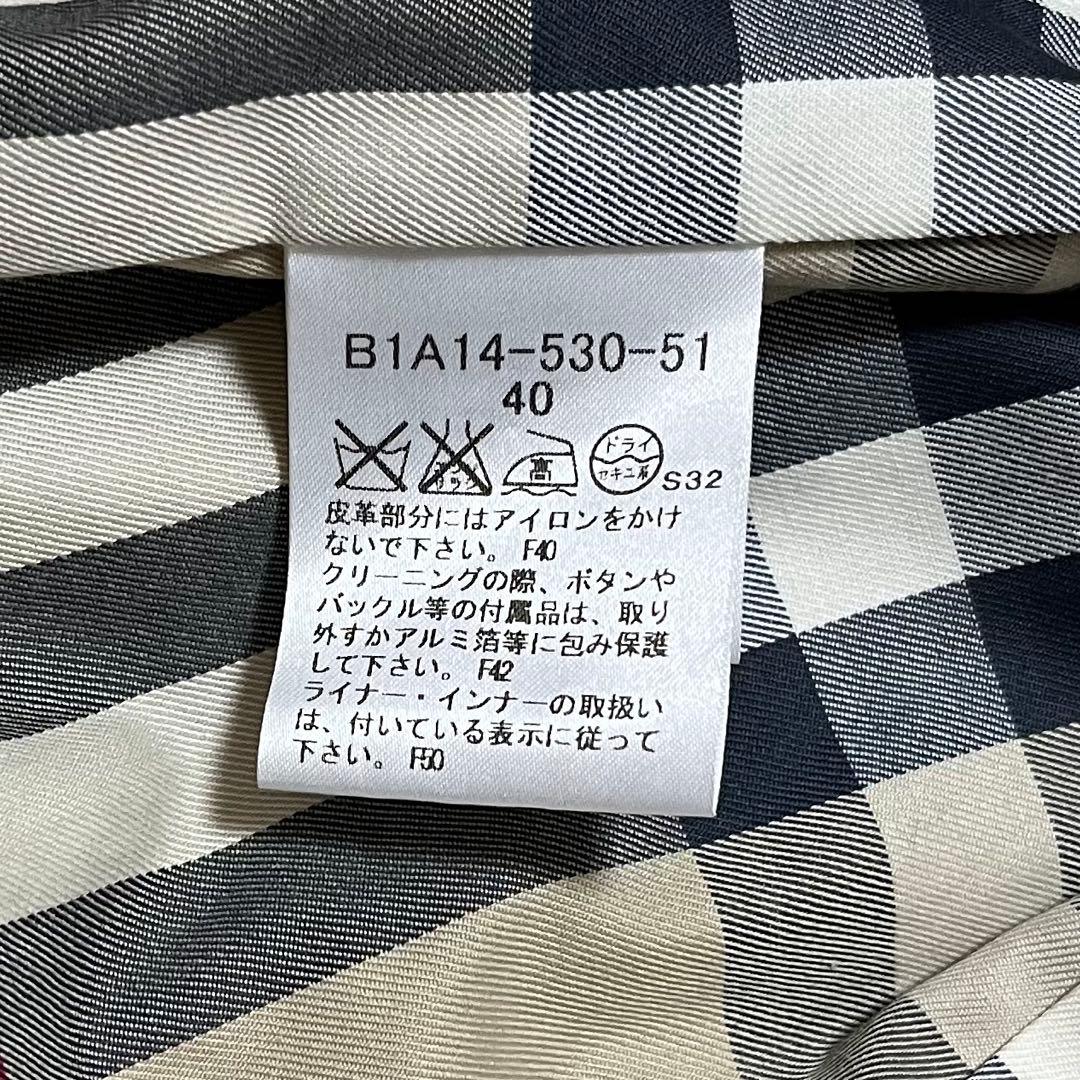 B1A14-530-51
40
高 ドライ
セキユ系 S32
皮革部分にはアイロンをかけ
ないで下さい。 F40
クリーニングの際、ボタンや
バックル等の付属品は、取り
外すかアルミ箔等に包み保護
して下さい。 F42
ライナー・インナーの取扱い
は、付いている表示に従って
下さい。 F50